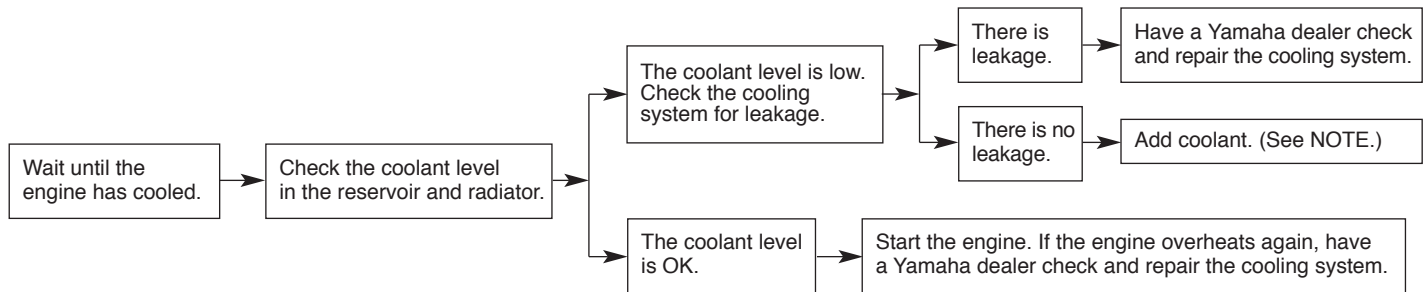 Wait until the
engine has cooled.
Check the coolant level
in the reservoir and radiator.
The coolant level is low.
Check the cooling
system for leakage.
There is
leakage.
Have a Yamaha dealer check
and repair the cooling system.
There is no
leakage.
Add coolant. (See NOTE.)
The coolant level
is OK.
Start the engine. If the engine overheats again, have
a Yamaha dealer check and repair the cooling system.